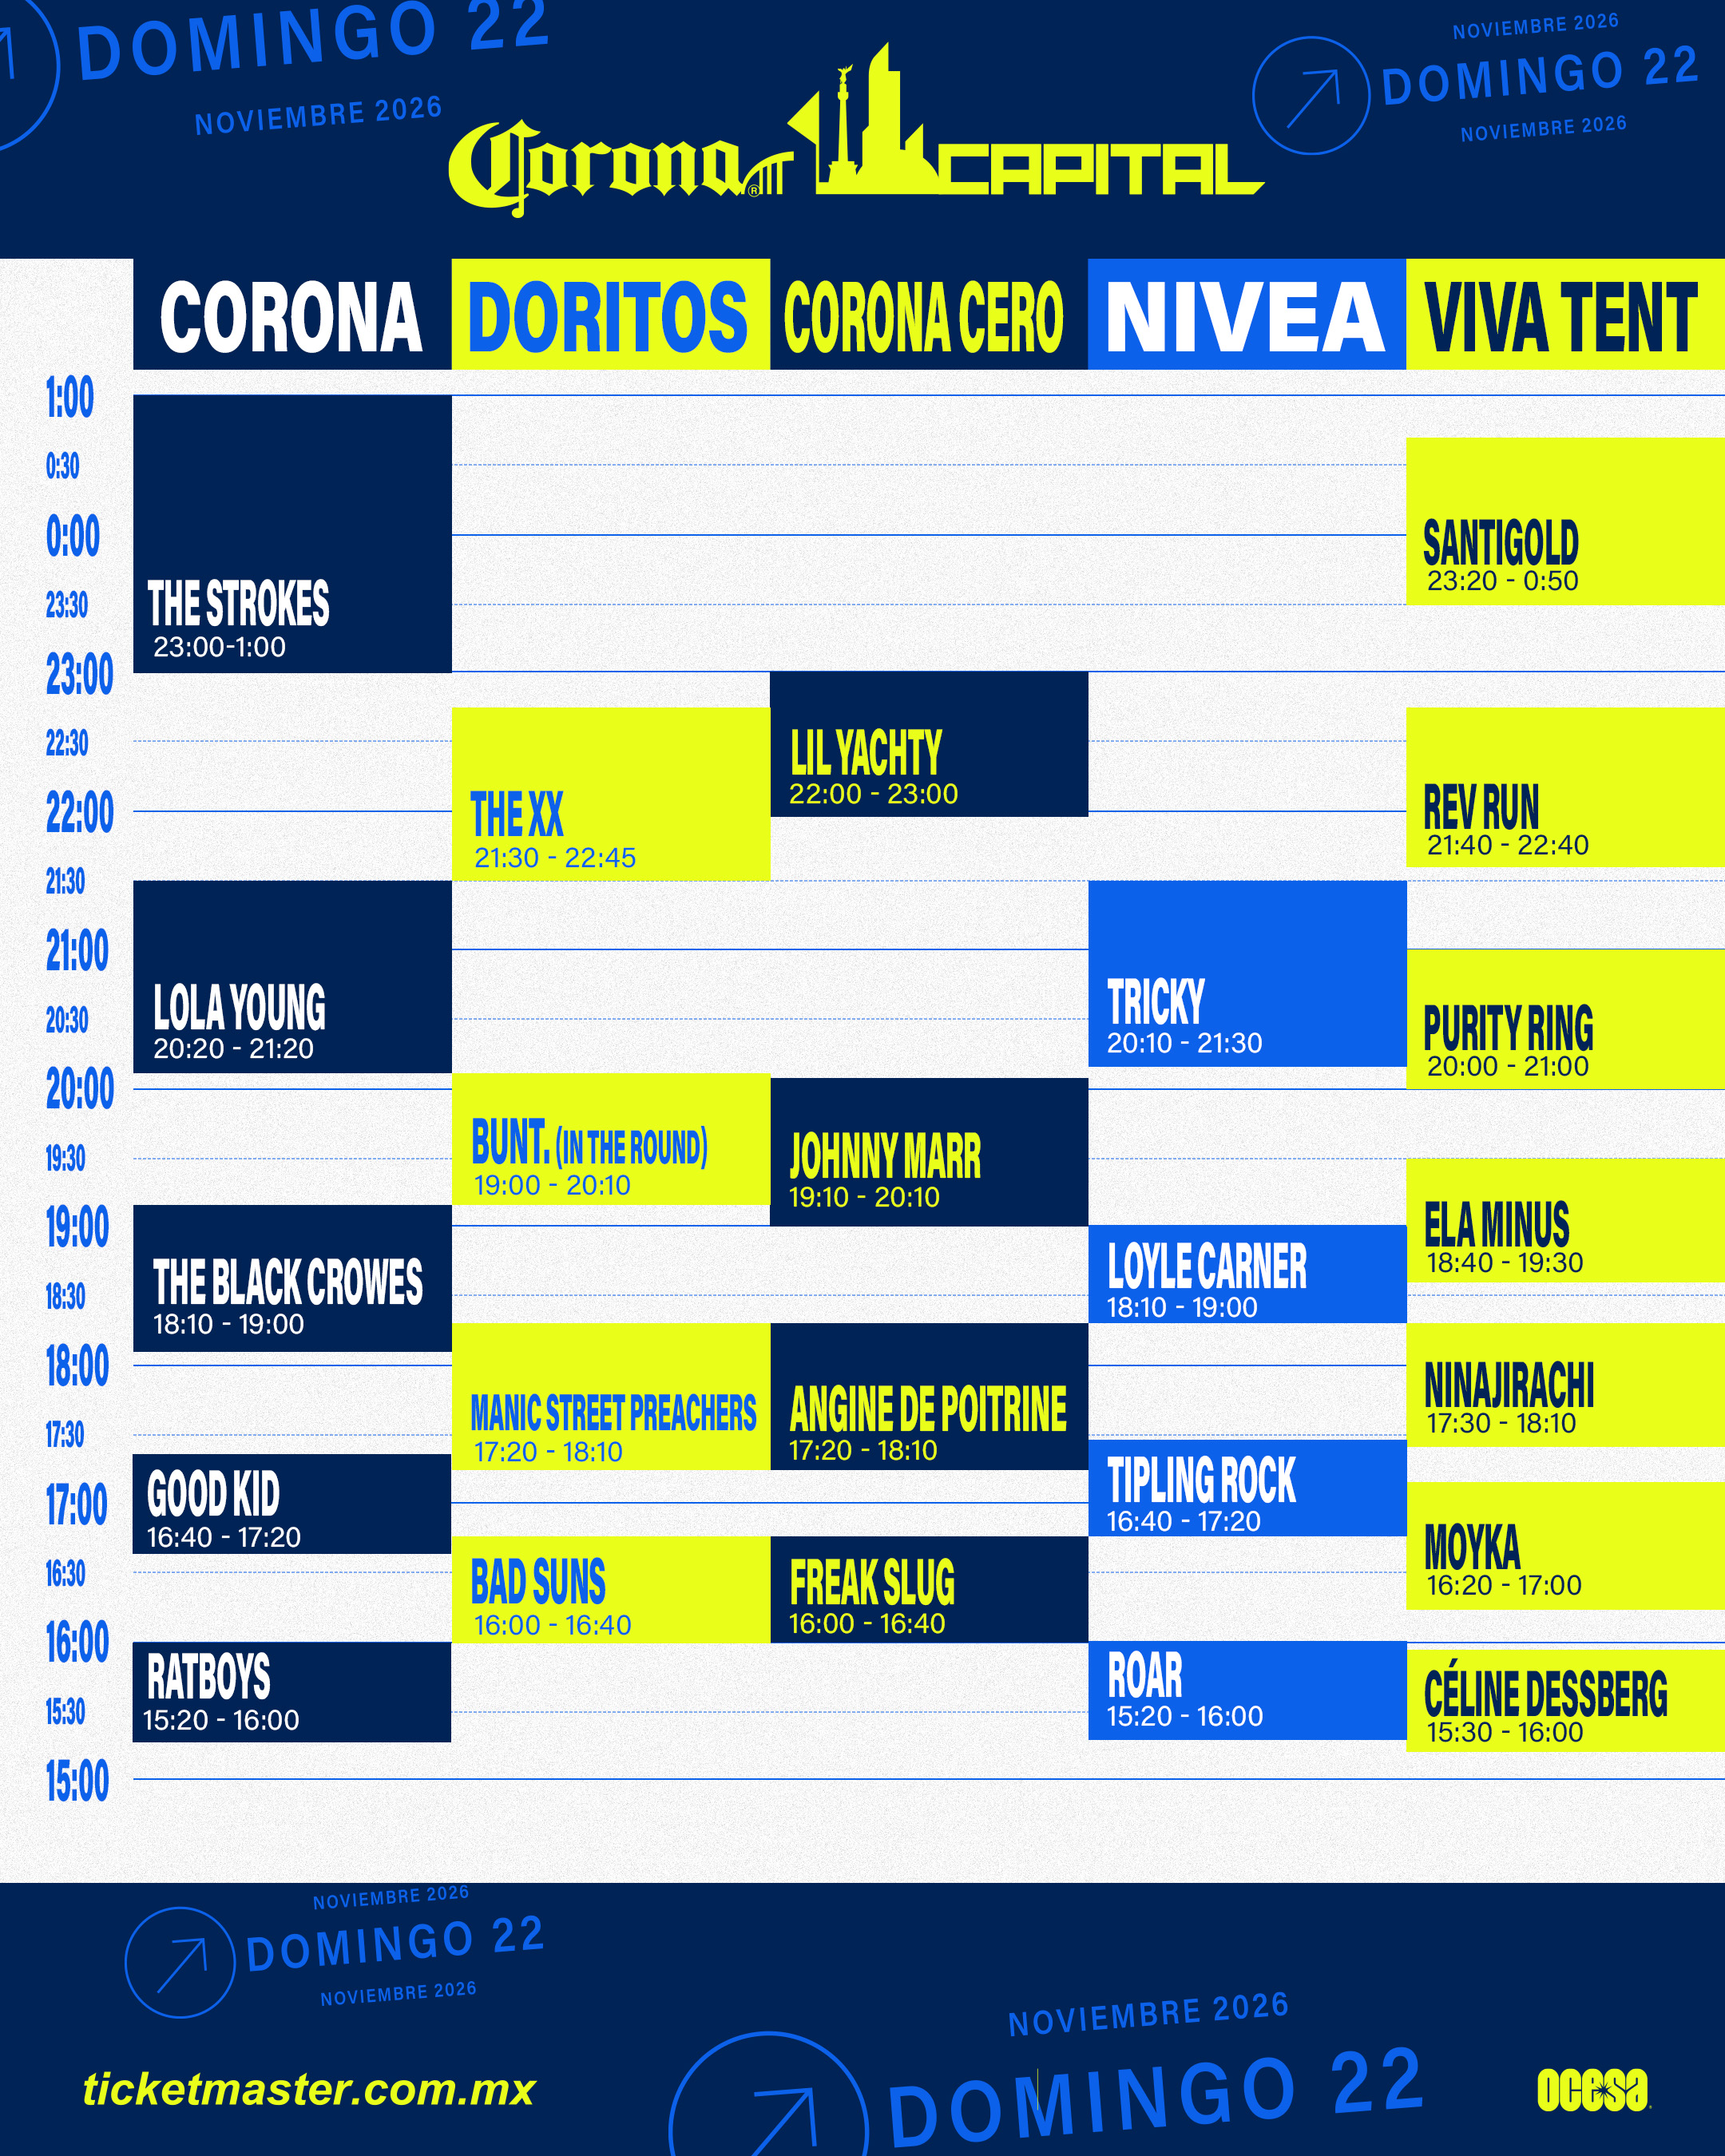 DOMINGO 22
NOVIEMBRE 2026
NOVIEMBRE 2026
DOMINGO 22
NOVIEMBRE 2026
Corona® CAPITAL
CORONA
DORITOS
CORONA CERO
NIVEA
VIVA TENT
1:00
0:30
0:00
SANTIGOLD
23:20 - 0:50
23:30
THE STROKES
23:00-1:00
23:00
22:30
LIL YACHTY
22:00 - 23:00
22:00
THE XX
21:30 - 22:45
REV RUN
21:40 - 22:40
21:30
21:00
LOLA YOUNG
20:20 - 21:20
TRICKY
20:10 - 21:30
PURITY RING
20:00 - 21:00
20:30
20:00
BUNT. (IN THE ROUND)
19:00 - 20:10
JOHNNY MARR
19:10 - 20:10
19:30
ELA MINUS
18:40 - 19:30
19:00
THE BLACK CROWES
18:10 - 19:00
LOYLE CARNER
18:10 - 19:00
18:30
18:00
MANIC STREET PREACHERS
17:20 - 18:10
ANGINE DE POITRINE
17:20 - 18:10
NINAJIRACHI
17:30 - 18:10
17:30
GOOD KID
16:40 - 17:20
TIPLING ROCK
16:40 - 17:20
17:00
MOYKA
16:20 - 17:00
16:30
BAD SUNS
16:00 - 16:40
FREAK SLUG
16:00 - 16:40
16:00
RATBOYS
15:20 - 16:00
ROAR
15:20 - 16:00
CÉLINE DESSBERG
15:30 - 16:00
15:30
15:00
NOVIEMBRE 2026
DOMINGO 22
NOVIEMBRE 2026
NOVIEMBRE 2026
DOMINGO 22
ticketmaster.com.mx
ocesa